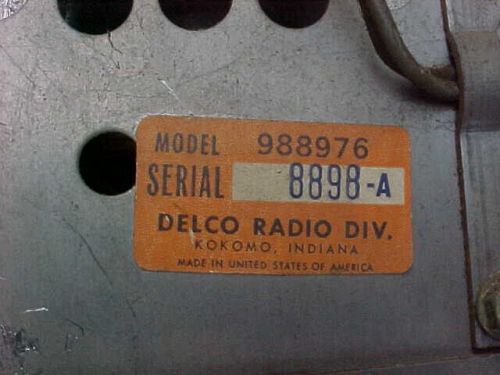 MODEL 988976
SERIAL 8898-A
DELCO RADIO DIV.
KOKOMO, INDIANA
MADE IN UNITED STATES OF AMERICA